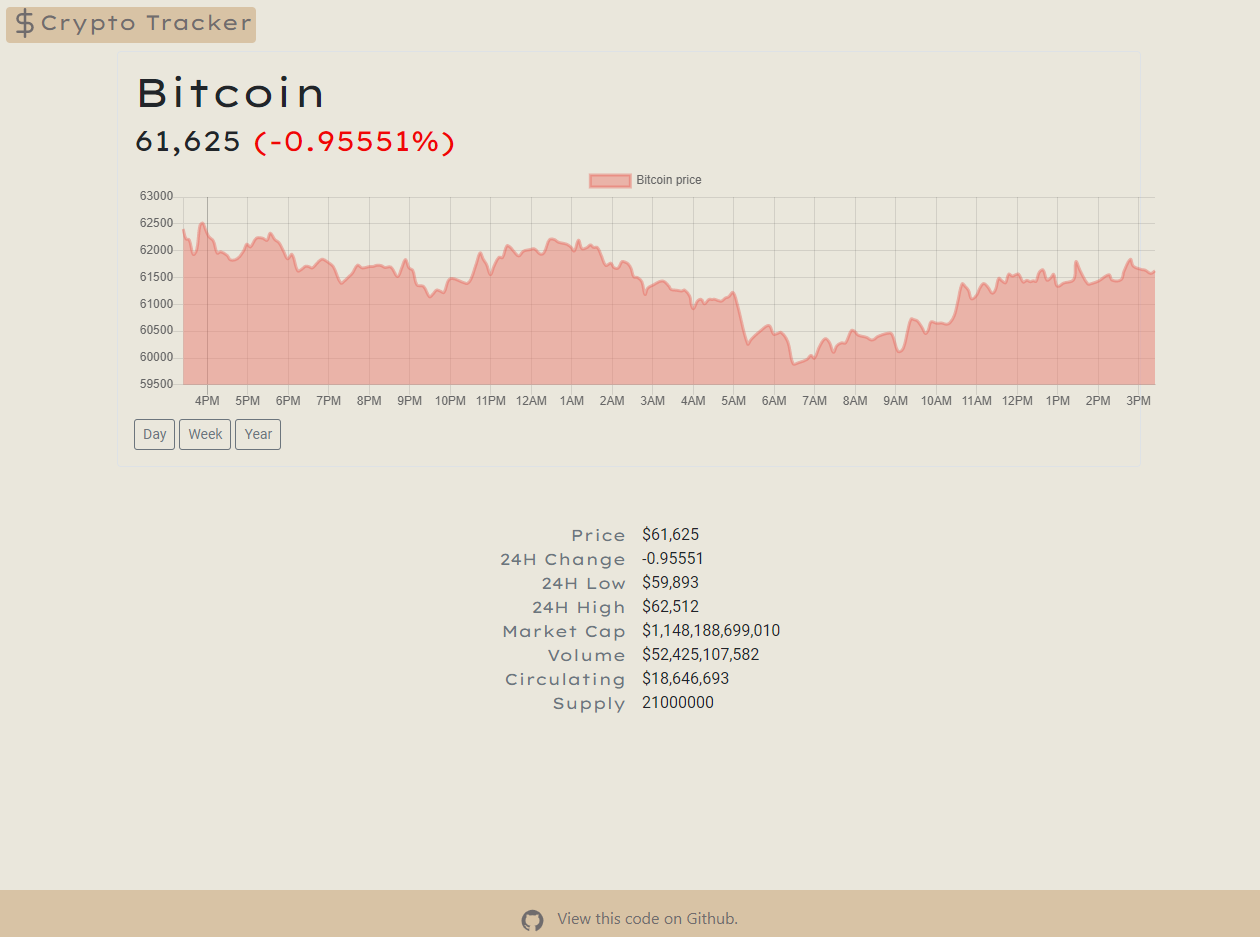 $Crypto Tracker
Bitcoin
61,625 (-0.95551%)
Bitcoin price
63000
62500
62000
61500
61000
60500
60000
59500
4PM 5PM 6PM 7PM 8PM 9PM 10PM 11PM 12AM 1AM 2AM 3AM 4AM 5AM 6AM 7AM 8AM 9AM 10AM 11AM 12PM 1PM 2PM 3PM
Day Week Year
Price $61,625
24H Change -0.95551
24H Low $59,893
24H High $62,512
Market Cap $1,148,188,699,010
Volume $52,425,107,582
Circulating $18,646,693
Supply 21000000
View this code on Github.